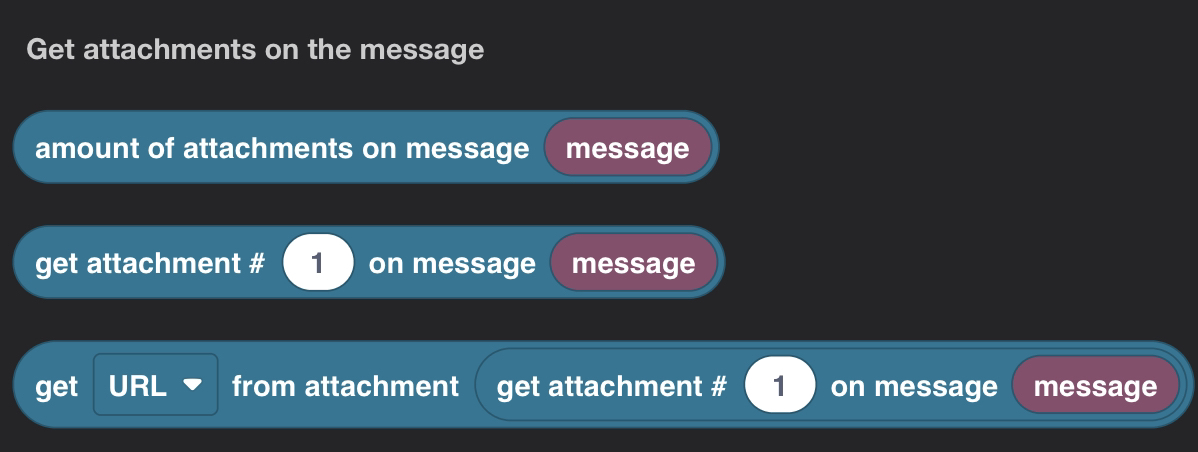 Get attachments on the message
amount of attachments on message message
get attachment # 1 on message message
get URL from attachment get attachment # 1 on message message